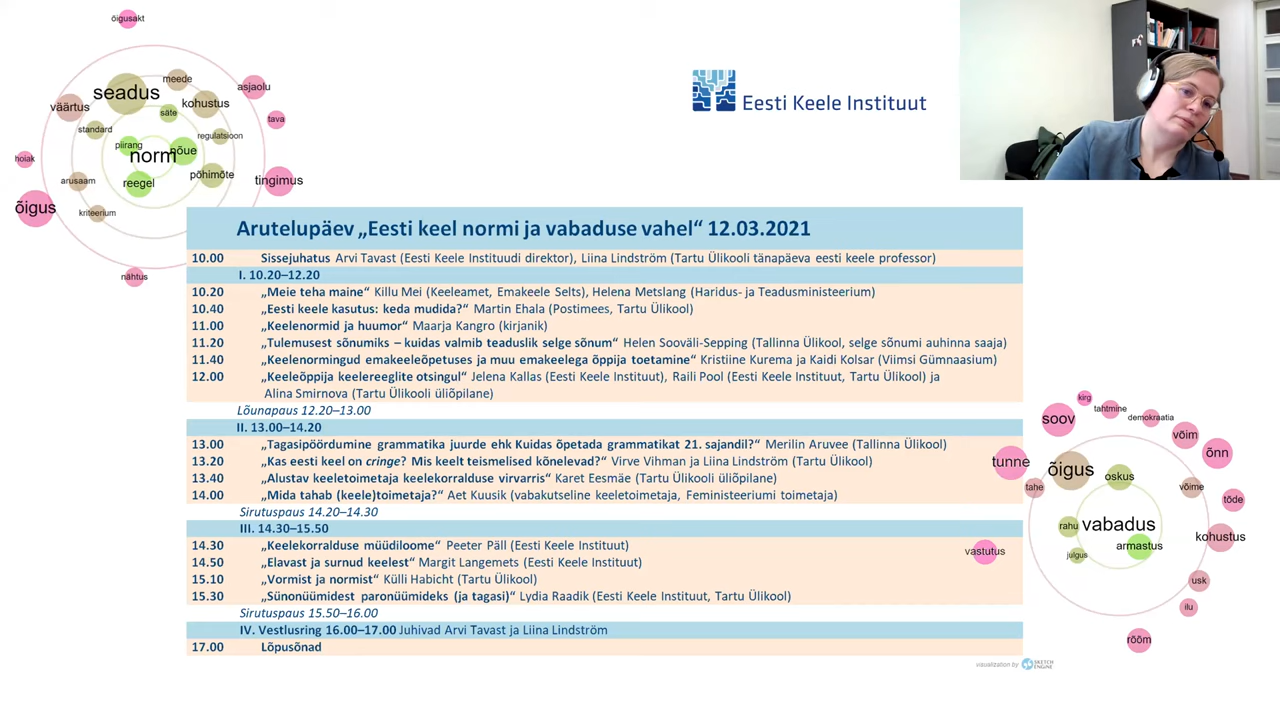 õigusakt
meede
seadus
asjaolu
väärtus
kohustus
säte
tava
standard
regulatsioon
piirang
nõue
norm
hoiak
arusaam
reegel
põhimõte
tingimus
õigus
kriteerium
nähtus
Eesti Keele Instituut
Arutelupäev „Eesti keel normi ja vabaduse vahel“ 12.03.2021
10.00 Sissejuhatus Arvi Tavast (Eesti Keele Instituudi direktor), Liina Lindström (Tartu Ülikooli tänapäeva eesti keele professor)
I. 10.20–12.20
10.20 „Meie teha maine“ Killu Mei (Keeleamet, Emakeele Selts), Helena Metslang (Haridus- ja Teadusministeerium)
10.40 „Eesti keele kasutus: keda mudida?“ Martin Ehala (Postimees, Tartu Ülikool)
11.00 „Keelenormid ja huumor“ Maarja Kangro (kirjanik)
11.20 „Tulemusest sõnumiks – kuidas valmib teaduslik selge sõnum“ Helen Sooväli-Sepping (Tallinna Ülikool, selge sõnumi auhinna saaja)
11.40 „Keelenormingud emakeeleõpetuses ja muu emakeelega õppija toetamine“ Kristiine Kurema ja Kaidi Kolsar (Viimsi Gümnaasium)
12.00 „Keeleõppija keelereeglite otsingul“ Jelena Kallas (Eesti Keele Instituut), Raili Pool (Eesti Keele Instituut, Tartu Ülikool) ja
Alina Smirnova (Tartu Ülikooli üliõpilane)
Lõunapaus 12.20–13.00
II. 13.00–14.20
13.00 „Tagasipöördumine grammatika juurde ehk Kuidas õpetada grammatikat 21. sajandil?“ Merilin Aruvee (Tallinna Ülikool)
13.20 „Kas eesti keel on cringe? Mis keelt teismelised kõnelevad?“ Virve Vihman ja Liina Lindström (Tartu Ülikool)
13.40 „Alustav keeletoimetaja keelekorralduse virvarris“ Karet Eesmäe (Tartu Ülikooli üliõpilane)
14.00 „Mida tahab (keele)toimetaja?“ Aet Kuusik (vabakutseline keeletoimetaja, Feministeeriumi toimetaja)
Sirutuspaus 14.20–14.30
III. 14.30–15.50
14.30 „Keelekorralduse müüdiloome“ Peeter Päll (Eesti Keele Instituut)
14.50 „Elavast ja surnud keelest“ Margit Langemets (Eesti Keele Instituut)
15.10 „Vormist ja normist“ Külli Habicht (Tartu Ülikool)
15.30 „Sünonüümidest paronüümideks (ja tagasi)“ Lydia Raadik (Eesti Keele Instituut, Tartu Ülikool)
Sirutuspaus 15.50–16.00
IV. Vestlusring 16.00–17.00 Juhivad Arvi Tavast ja Liina Lindström
17.00 Lõpusõnad
kirg
tahtmine
soov
demokraatia
võim
õnn
tunne
õigus
oskus
tahe
võime
tõde
rahu
vabadus
kohustus
armastus
vastutus
julgus
usk
ilu
rõõm
visualization by SKETCH ENGINE